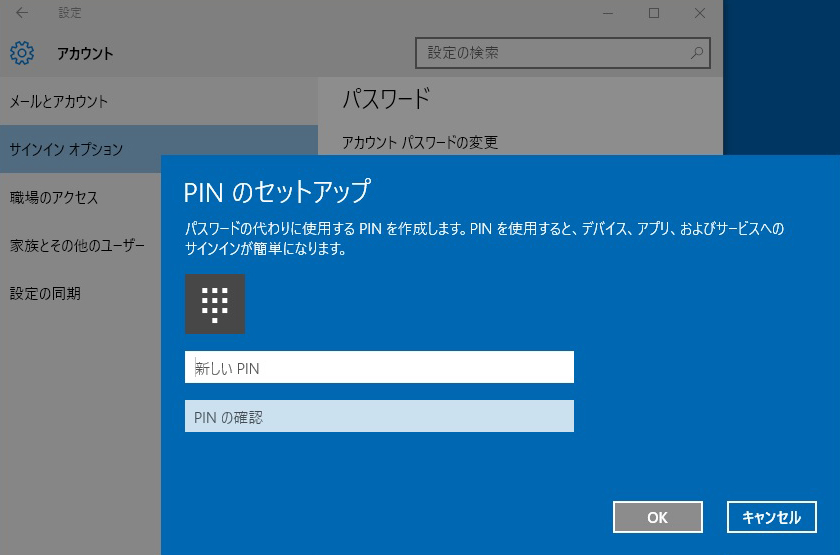 設定
アカウント
設定の検索
メールとアカウント
サインイン オプション
職場のアクセス
家族とその他のユーザー
設定の同期
パスワード
アカウント パスワードの変更
PIN のセットアップ
パスワードの代わりに使用する PIN を作成します。PIN を使用すると、デバイス、アプリ、およびサービスへの
サインインが簡単になります。
新しい PIN
PIN の確認
OK
キャンセル